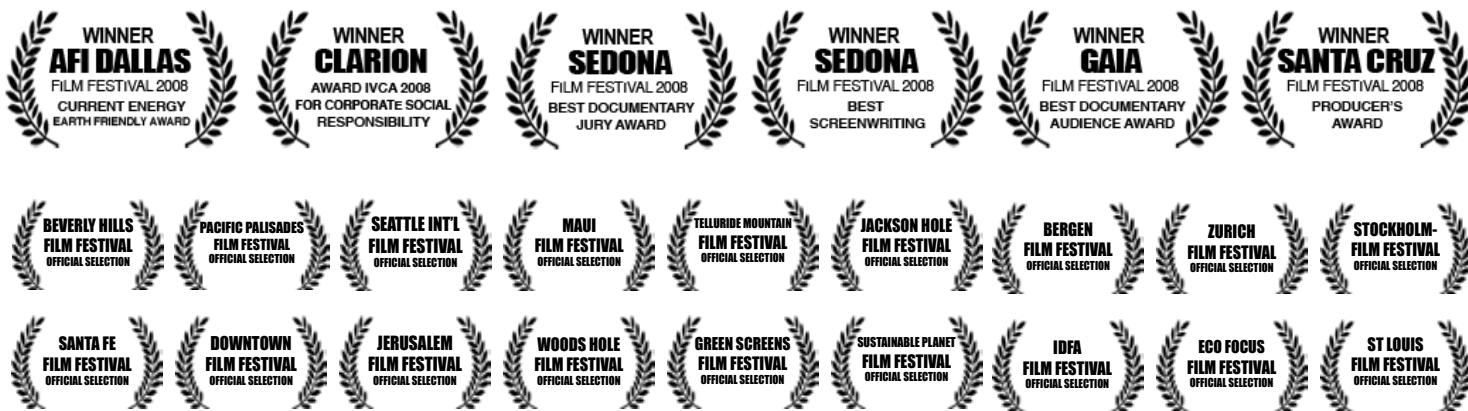 WINNER
AFI DALLAS
FILM FESTIVAL 2008
CURRENT ENERGY
EARTH FRIENDLY AWARD
WINNER
CLARION
AWARD IVCA 2008
FOR CORPORATE SOCIAL
RESPONSIBILITY
WINNER
SEDONA
FILM FESTIVAL 2008
BEST DOCUMENTARY
JURY AWARD
WINNER
SEDONA
FILM FESTIVAL 2008
BEST
SCREENWRITING
WINNER
GAIA
FILM FESTIVAL 2008
BEST DOCUMENTARY
AUDIENCE AWARD
WINNER
SANTA CRUZ
FILM FESTIVAL 2008
PRODUCER'S
AWARD
BEVERLY HILLS
FILM FESTIVAL
OFFICIAL SELECTION
PACIFIC PALISADES
FILM FESTIVAL
OFFICIAL SELECTION
SEATTLE INT'L
FILM FESTIVAL
OFFICIAL SELECTION
MAUI
FILM FESTIVAL
OFFICIAL SELECTION
TELLURIDE MOUNTAIN
FILM FESTIVAL
OFFICIAL SELECTION
JACKSON HOLE
FILM FESTIVAL
OFFICIAL SELECTION
BERGEN
FILM FESTIVAL
OFFICIAL SELECTION
ZURICH
FILM FESTIVAL
OFFICIAL SELECTION
STOCKHOLM-
FILM FESTIVAL
OFFICIAL SELECTION
SANTA FE
FILM FESTIVAL
OFFICIAL SELECTION
DOWNTOWN
FILM FESTIVAL
OFFICIAL SELECTION
JERUSALEM
FILM FESTIVAL
OFFICIAL SELECTION
WOODS HOLE
FILM FESTIVAL
OFFICIAL SELECTION
GREEN SCREENS
FILM FESTIVAL
OFFICIAL SELECTION
SUSTAINABLE PLANET
FILM FESTIVAL
OFFICIAL SELECTION
IDFA
FILM FESTIVAL
OFFICIAL SELECTION
ECO FOCUS
FILM FESTIVAL
OFFICIAL SELECTION
ST LOUIS
FILM FESTIVAL
OFFICIAL SELECTION